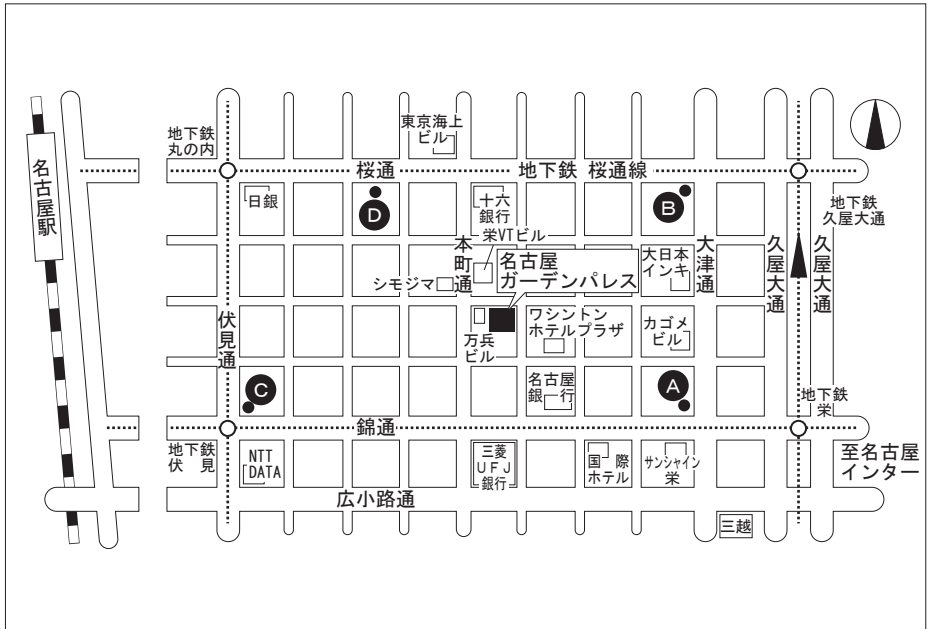 東京海上
ビル
地下鉄
丸の内
名古屋駅
桜通
地下鉄 桜通線
日銀
D
十六
銀行
B
地下鉄
久屋大通
栄VTビル
本町通
シモジマ
名古屋
ガーデンパレス
大日本
インキ
大津通
久屋大通
久屋大通
伏見通
万兵
ビル
ワシントン
ホテルプラザ
カゴメ
ビル
C
名古屋
銀行
A
地下鉄
栄
錦通
地下鉄
伏見
NTT
DATA
三菱
UFJ
銀行
国際
ホテル
サンシャイン
栄
至名古屋
インター
広小路通
三越